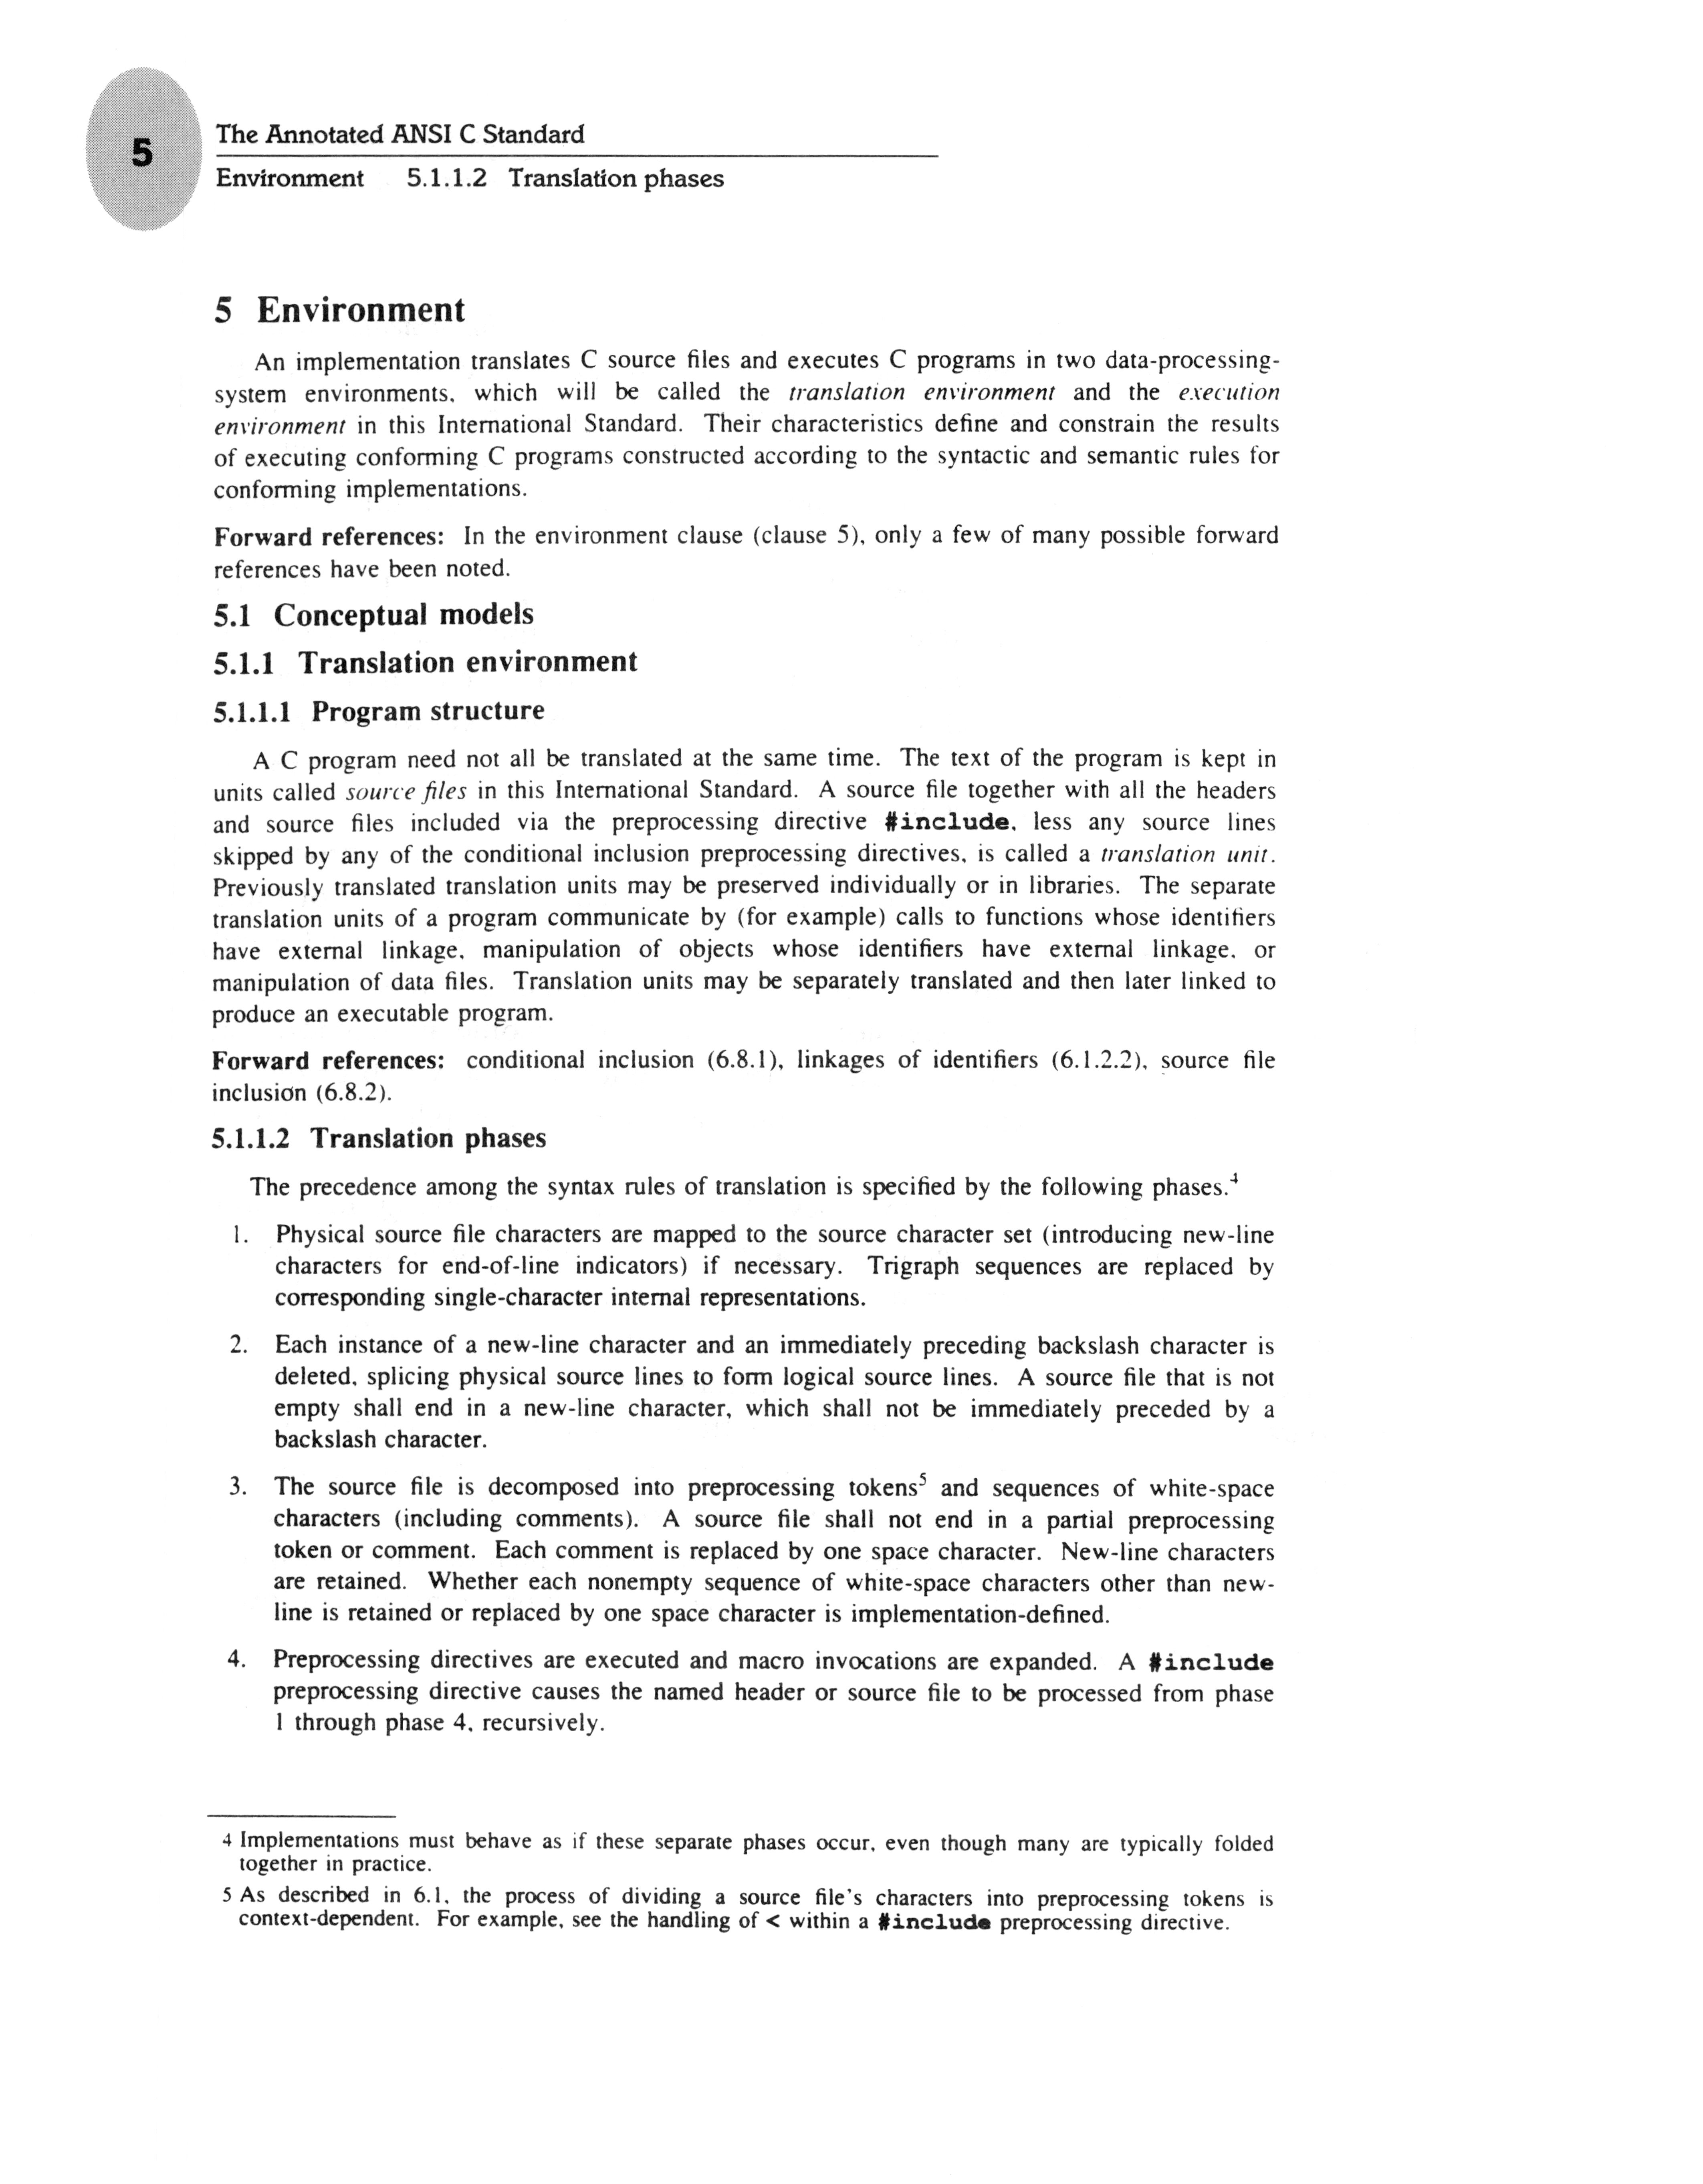 5
The Annotated ANSI C Standard
Environment 5.1.1.2 Translation phases
5 Environment
An implementation translates C source files and executes C programs in two data-processing-
system environments, which will be called the translation environment and the execution
environment in this International Standard. Their characteristics define and constrain the results
of executing conforming C programs constructed according to the syntactic and semantic rules for
conforming implementations.
Forward references: In the environment clause (clause 5), only a few of many possible forward
references have been noted.
5.1 Conceptual models
5.1.1 Translation environment
5.1.1.1 Program structure
A C program need not all be translated at the same time. The text of the program is kept in
units called source files in this International Standard. A source file together with all the headers
and source files included via the preprocessing directive #include, less any source lines
skipped by any of the conditional inclusion preprocessing directives, is called a translation unit.
Previously translated translation units may be preserved individually or in libraries. The separate
translation units of a program communicate by (for example) calls to functions whose identifiers
have external linkage, manipulation of objects whose identifiers have external linkage, or
manipulation of data files. Translation units may be separately translated and then later linked to
produce an executable program.
Forward references: conditional inclusion (6.8.1), linkages of identifiers (6.1.2.2), source file
inclusion (6.8.2).
5.1.1.2 Translation phases
The precedence among the syntax rules of translation is specified by the following phases.4
1. Physical source file characters are mapped to the source character set (introducing new-line
characters for end-of-line indicators) if necessary. Trigraph sequences are replaced by
corresponding single-character internal representations.
2. Each instance of a new-line character and an immediately preceding backslash character is
deleted, splicing physical source lines to form logical source lines. A source file that is not
empty shall end in a new-line character, which shall not be immediately preceded by a
backslash character.
3. The source file is decomposed into preprocessing tokens5 and sequences of white-space
characters (including comments). A source file shall not end in a partial preprocessing
token or comment. Each comment is replaced by one space character. New-line characters
are retained. Whether each nonempty sequence of white-space characters other than new-
line is retained or replaced by one space character is implementation-defined.
4. Preprocessing directives are executed and macro invocations are expanded. A #include
preprocessing directive causes the named header or source file to be processed from phase
1 through phase 4, recursively.
4 Implementations must behave as if these separate phases occur, even though many are typically folded
together in practice.
5 As described in 6.1, the process of dividing a source file's characters into preprocessing tokens is
context-dependent. For example, see the handling of < within a #include preprocessing directive.